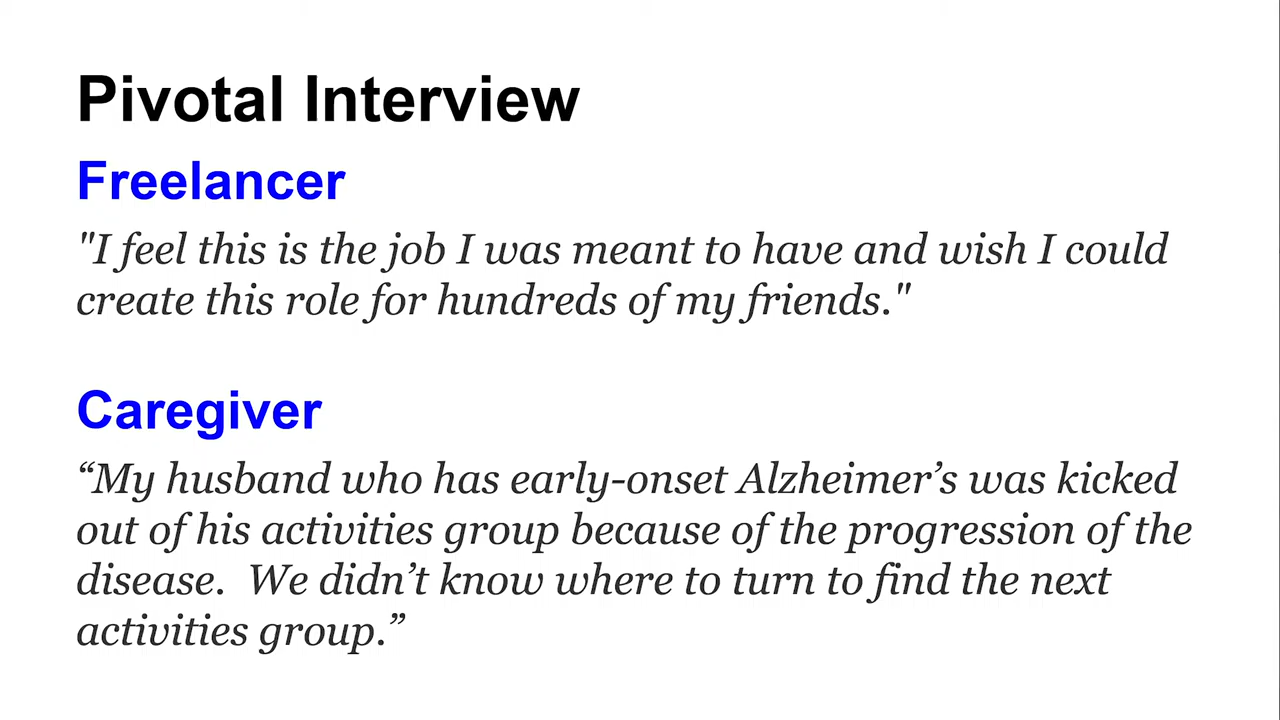 Pivotal Interview
Freelancer
"I feel this is the job I was meant to have and wish I could
create this role for hundreds of my friends."
Caregiver
“My husband who has early-onset Alzheimer’s was kicked
out of his activities group because of the progression of the
disease.  We didn’t know where to turn to find the next
activities group.”